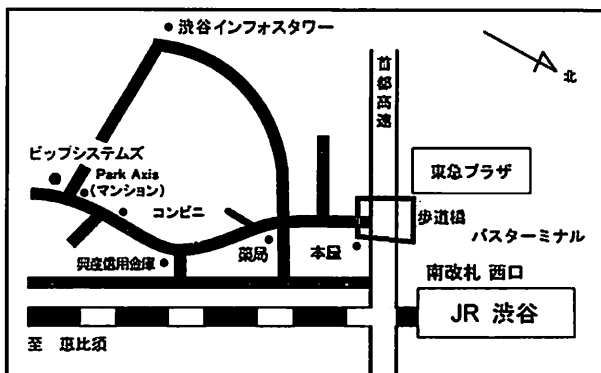 渋谷インフォスタワー
首都高速
北
ビップシステムズ
Park Axis
(マンション)
東急プラザ
コンビニ
歩道橋
バスターミナル
興産信用金庫
薬局
本屋
南改札 西口
JR 渋谷
至 恵比須